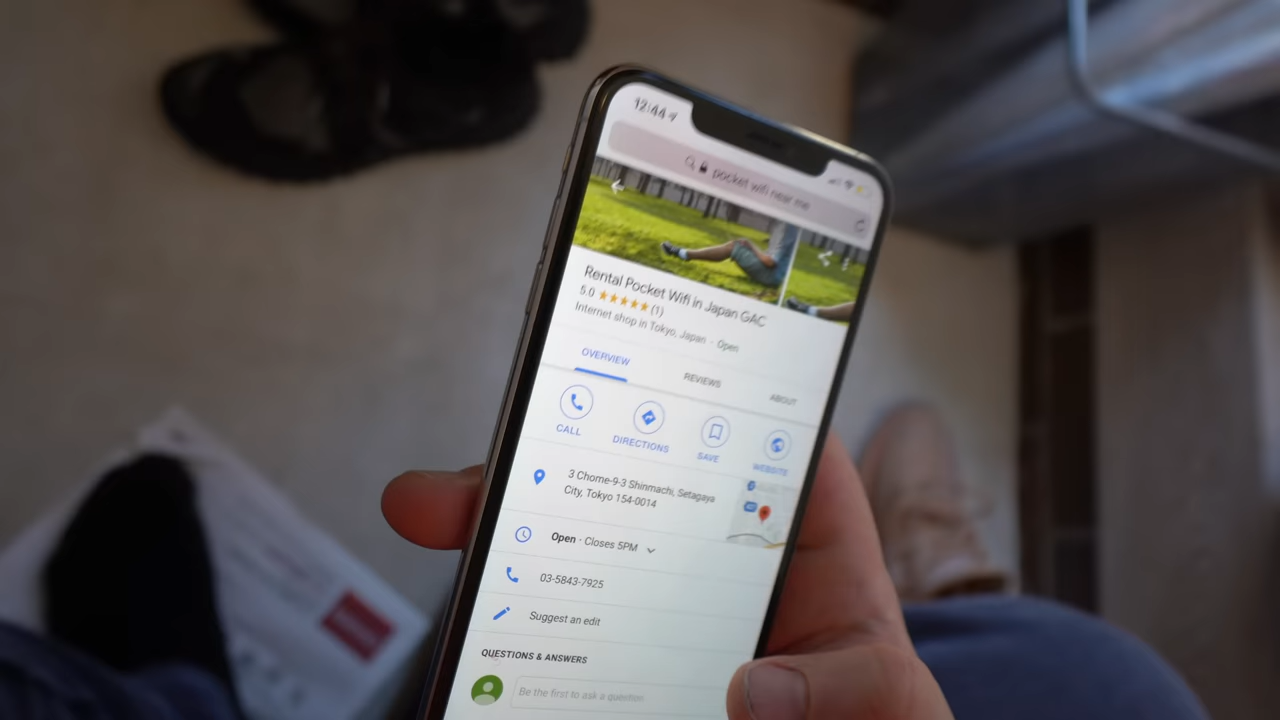 12:44
pocket wifi near me
Rental Pocket Wifi in Japan GAC
5.0 (1)
Internet shop in Tokyo, Japan · Open
OVERVIEW
REVIEWS
ABOUT
CALL
DIRECTIONS
SAVE
WEBSITE
3 Chome-9-3 Shinmachi, Setagaya
City, Tokyo 154-0014
Open · Closes 5PM
03-5843-7925
Suggest an edit
QUESTIONS & ANSWERS
Be the first to ask a question